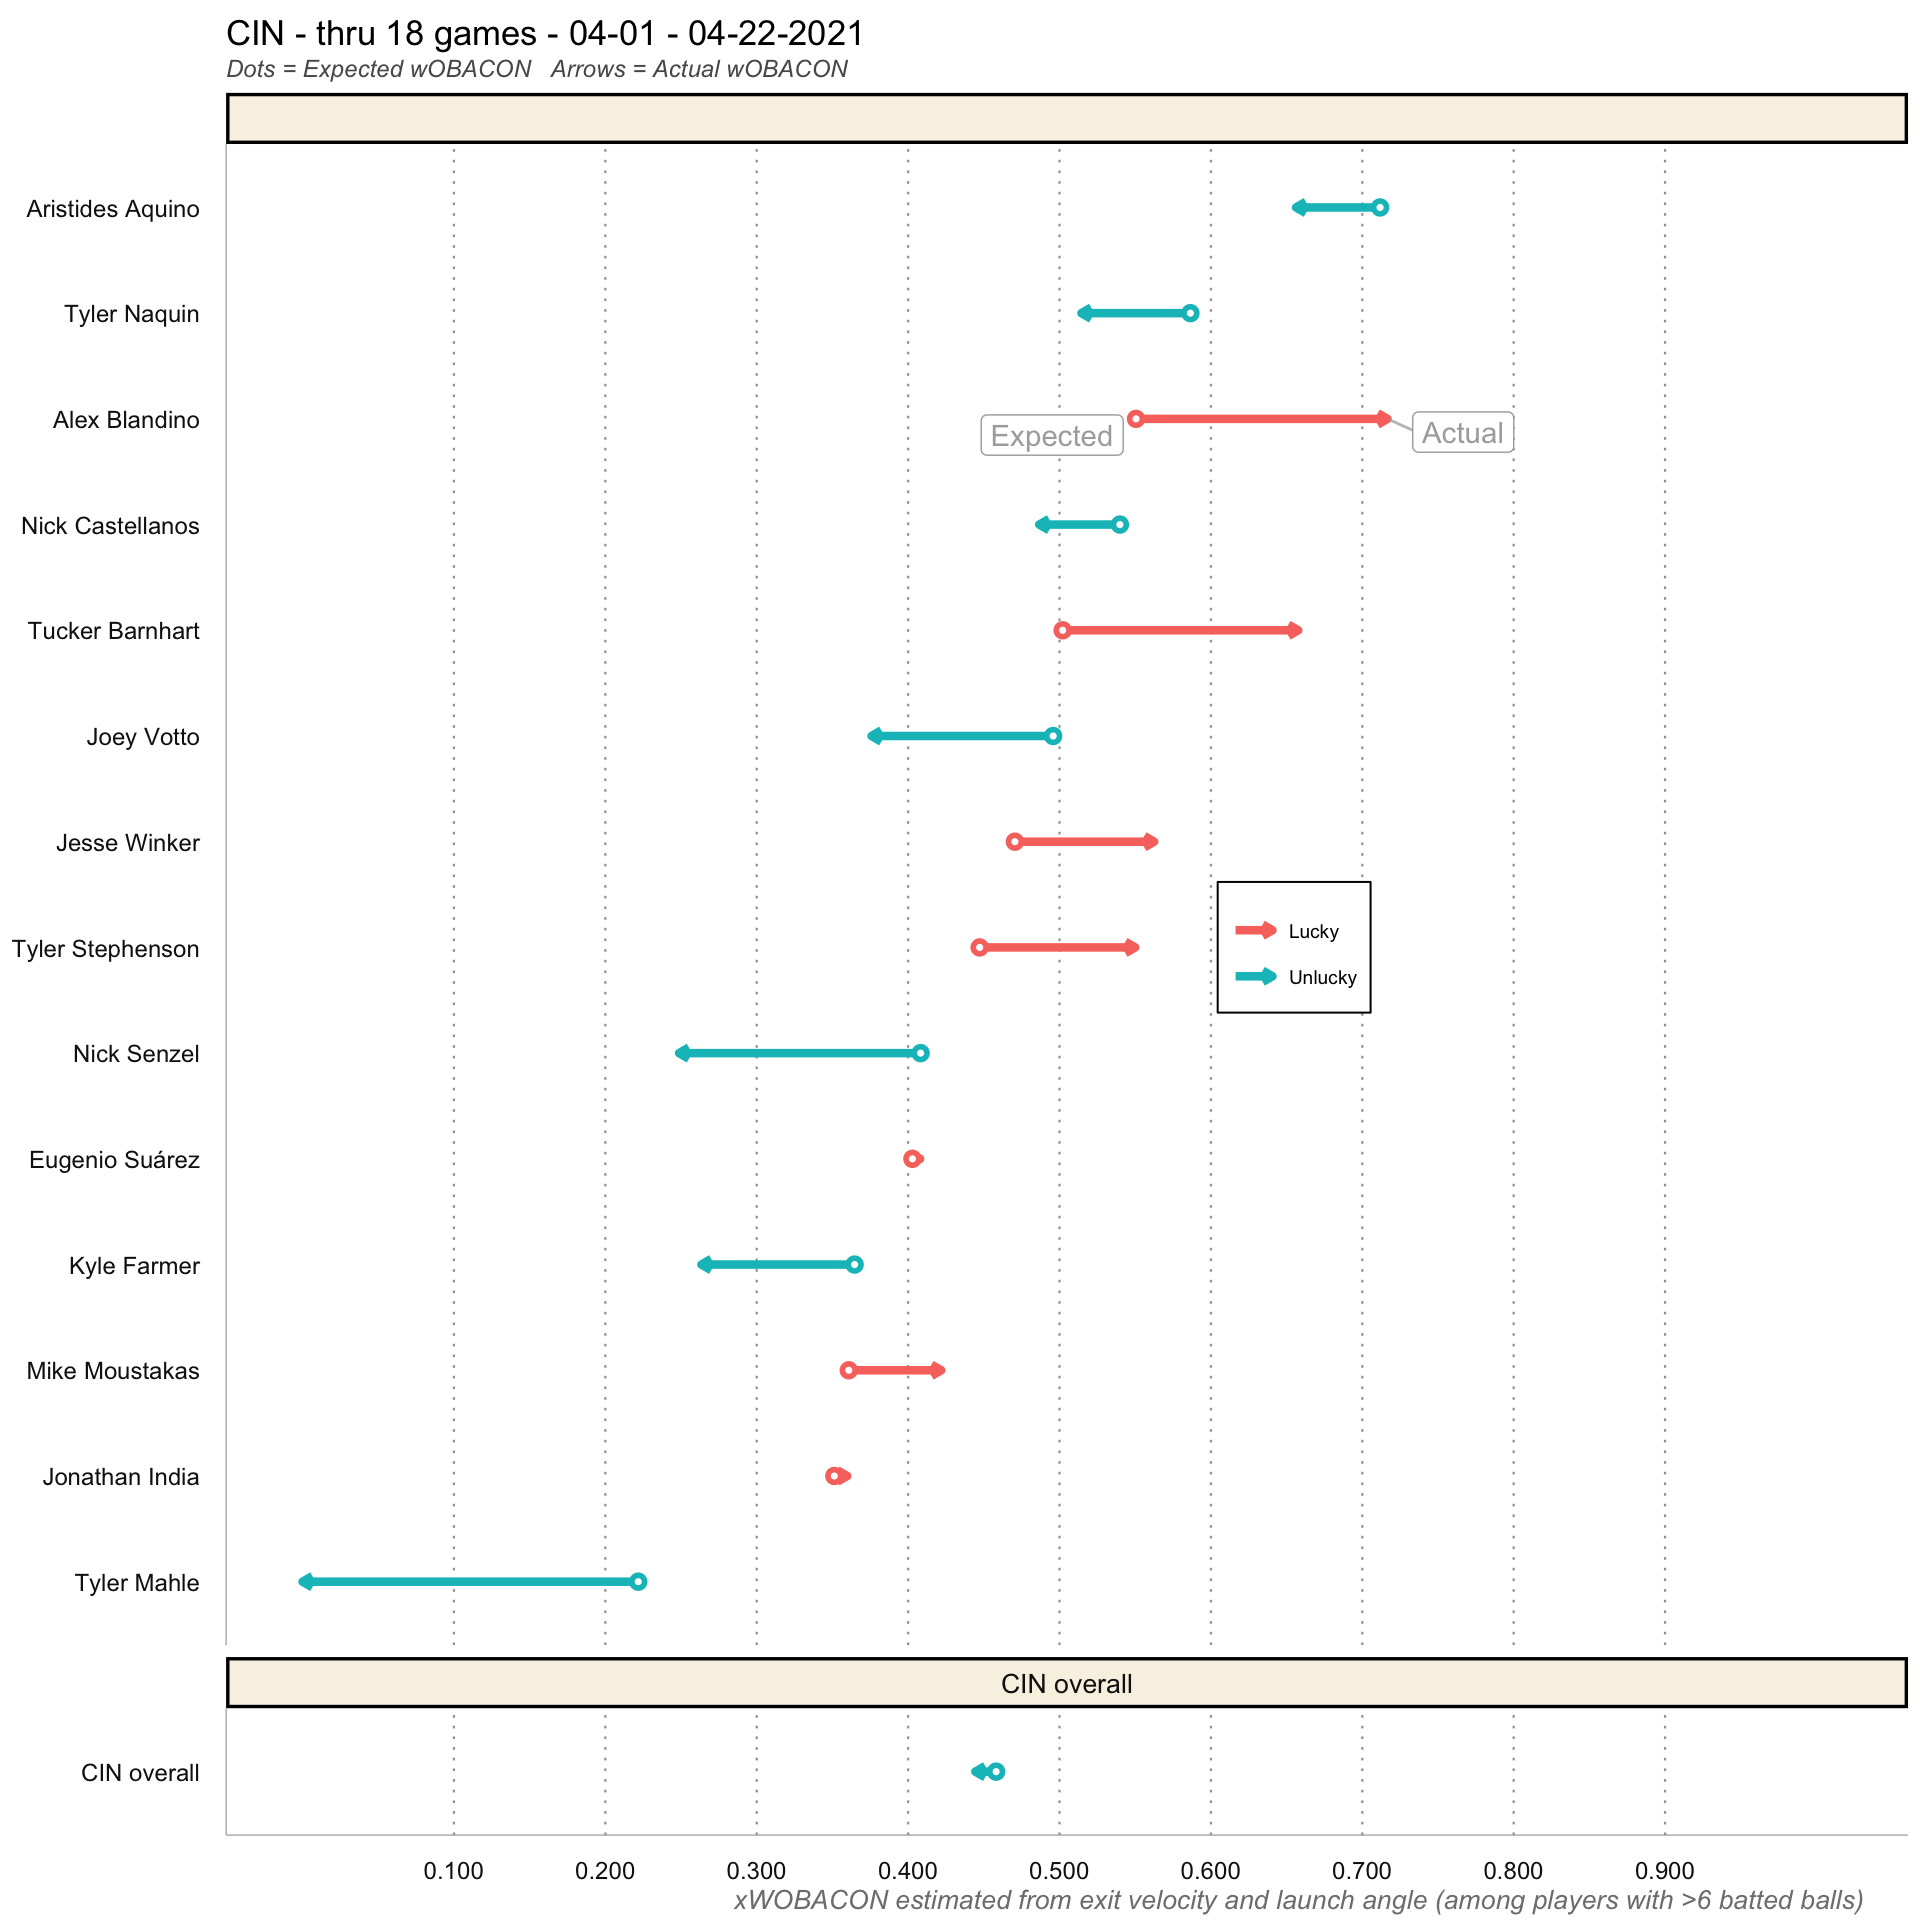 CIN - thru 18 games - 04-01 - 04-22-2021
Dots = Expected wOBACON   Arrows = Actual wOBACON
Aristides Aquino
Tyler Naquin
Alex Blandino
Expected
Actual
Nick Castellanos
Tucker Barnhart
Joey Votto
Jesse Winker
Tyler Stephenson
Lucky
Unlucky
Nick Senzel
Eugenio Suárez
Kyle Farmer
Mike Moustakas
Jonathan India
Tyler Mahle
CIN overall
CIN overall
0.100 0.200 0.300 0.400 0.500 0.600 0.700 0.800 0.900
xWOBACON estimated from exit velocity and launch angle (among players with >6 batted balls)